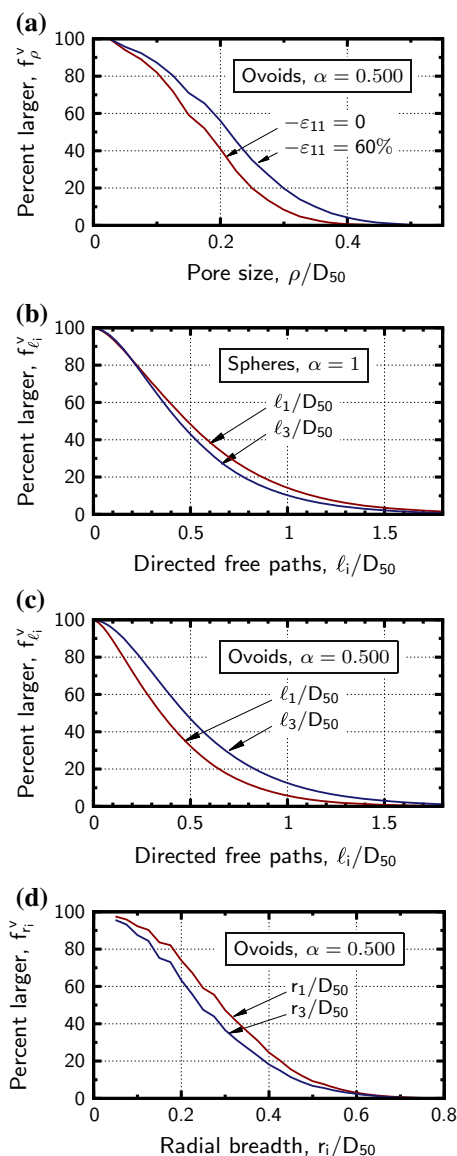 (a)
Percent larger, f_ρ^v
100
80
60
40
20
0
Ovoids, α = 0.500
−ε₁₁ = 0
−ε₁₁ = 60%
0
0.2
0.4
Pore size, ρ/D₅₀
(b)
Percent larger, f_ℓᵢ^v
100
80
60
40
20
0
Spheres, α = 1
ℓ₁/D₅₀
ℓ₃/D₅₀
0
0.5
1
1.5
Directed free paths, ℓᵢ/D₅₀
(c)
Percent larger, f_ℓᵢ^v
100
80
60
40
20
0
Ovoids, α = 0.500
ℓ₁/D₅₀
ℓ₃/D₅₀
0
0.5
1
1.5
Directed free paths, ℓᵢ/D₅₀
(d)
Percent larger, f_rᵢ^v
100
80
60
40
20
0
Ovoids, α = 0.500
r₁/D₅₀
r₃/D₅₀
0
0.2
0.4
0.6
0.8
Radial breadth, rᵢ/D₅₀